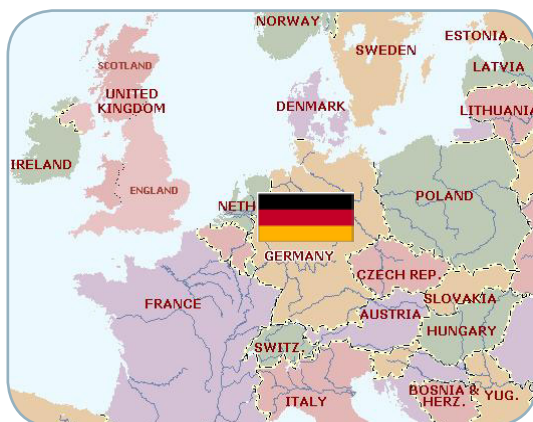 NORWAY
SWEDEN
ESTONIA
LATVIA
SCOTLAND
UNITED
KINGDOM
DENMARK
LITHUANIA
IRELAND
ENGLAND
NETH
POLAND
GERMANY
CZECH REP.
FRANCE
SLOVAKIA
AUSTRIA
HUNGARY
SWITZ
ITALY
BOSNIA &
HERZ.
YUG.